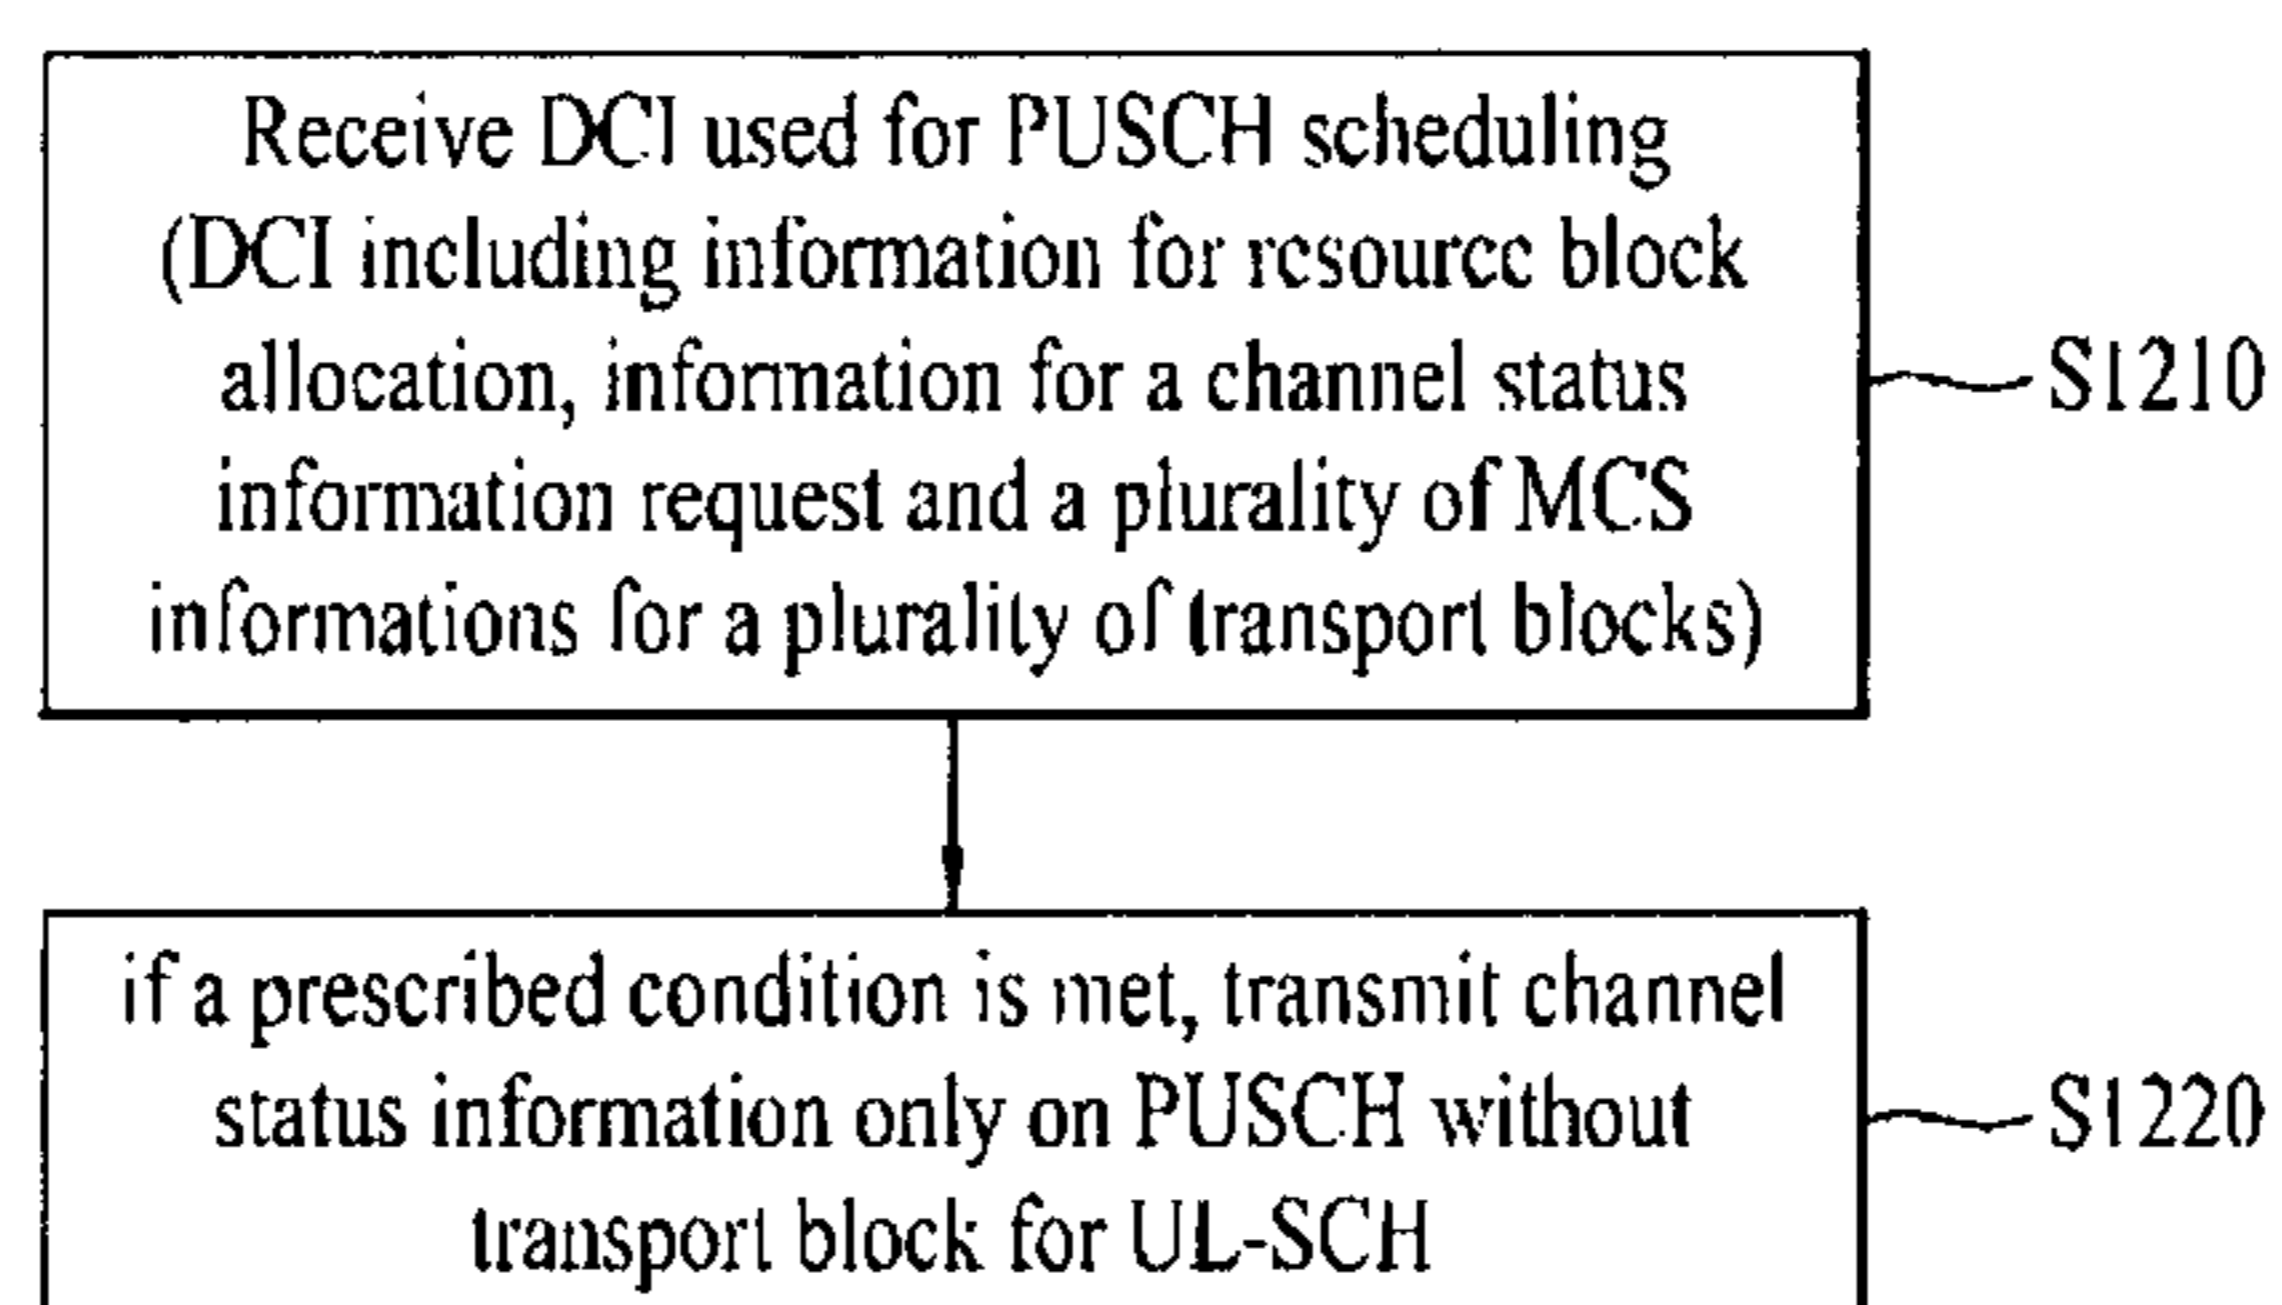 Receive DCI used for PUSCH scheduling
(DCI including information for resource block
allocation, information for a channel status
information request and a plurality of MCS
informations for a plurality of transport blocks)
S1210
if a prescribed condition is met, transmit channel
status information only on PUSCH without
transport block for UL-SCH
S1220